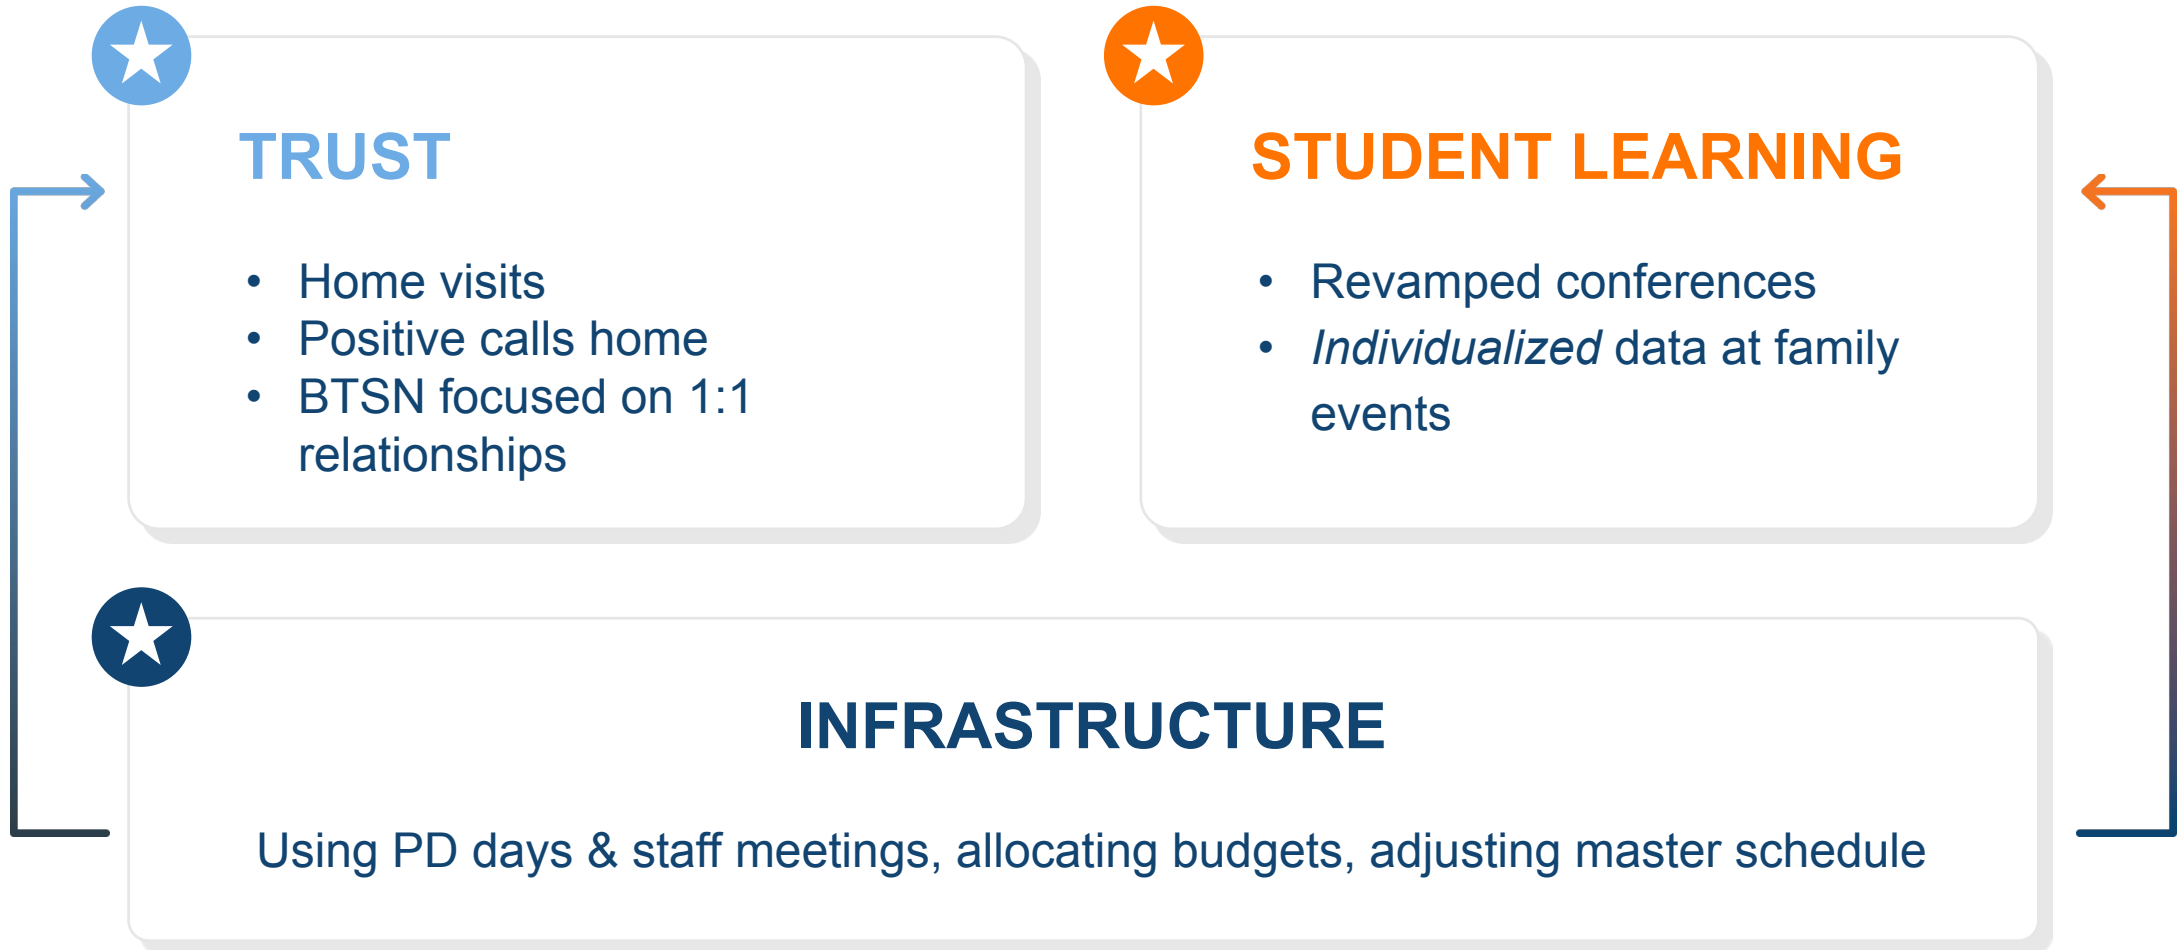 TRUST
• Home visits
• Positive calls home
• BTSN focused on 1:1
relationships
STUDENT LEARNING
• Revamped conferences
• Individualized data at family
events
INFRASTRUCTURE
Using PD days & staff meetings, allocating budgets, adjusting master schedule